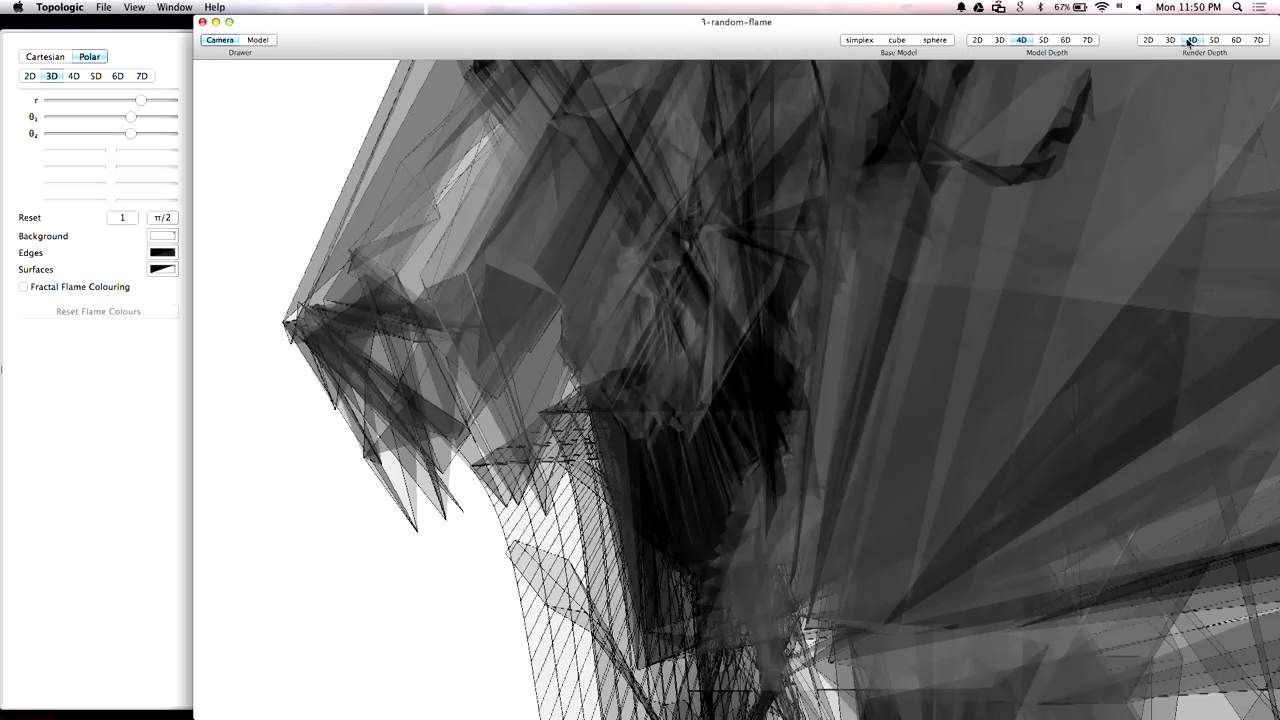 Topologic File View Window Help 67% Mon 11:50 PM
3-random-flame
Camera Model simplex cube sphere 2D 3D 4D 5D 6D 7D 2D 3D 4D 5D 6D 7D
Drawer Base Model Model Depth Render Depth
Cartesian Polar
2D 3D 4D 5D 6D 7D
r
θ₁
θ₂
Reset 1 π/2
Background
Edges
Surfaces
Fractal Flame Colouring
Reset Flame Colours